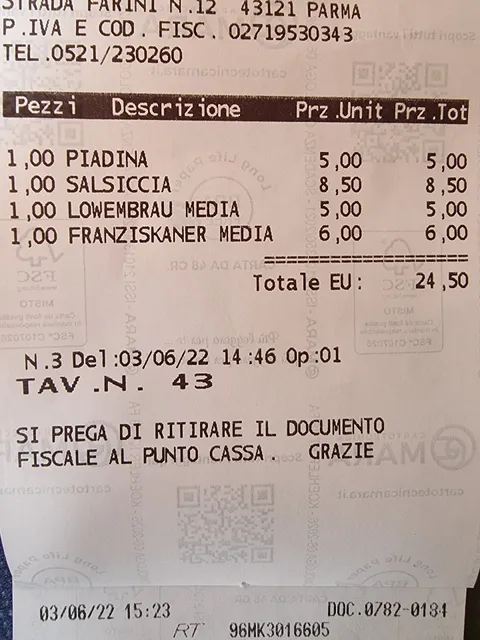 STRADA FARINI N.12 43121 PARMA
P.IVA E COD. FISC. 02719530343
TEL.0521/230260
Pezzi Descrizione Prz.Unit Prz.Tot
1,00 PIADINA 5,00 5,00
1,00 SALSICCIA 8,50 8,50
1,00 LOWEMBRAU MEDIA 5,00 5,00
1,00 FRANZISKANER MEDIA 6,00 6,00
====================
Totale EU: 24,50
N.3 Del:03/06/22 14:46 Op:01
TAV.N. 43
SI PREGA DI RITIRARE IL DOCUMENTO
FISCALE AL PUNTO CASSA. GRAZIE
03/06/22 15:23 DOC.0782-0184
RT 96MK3016605